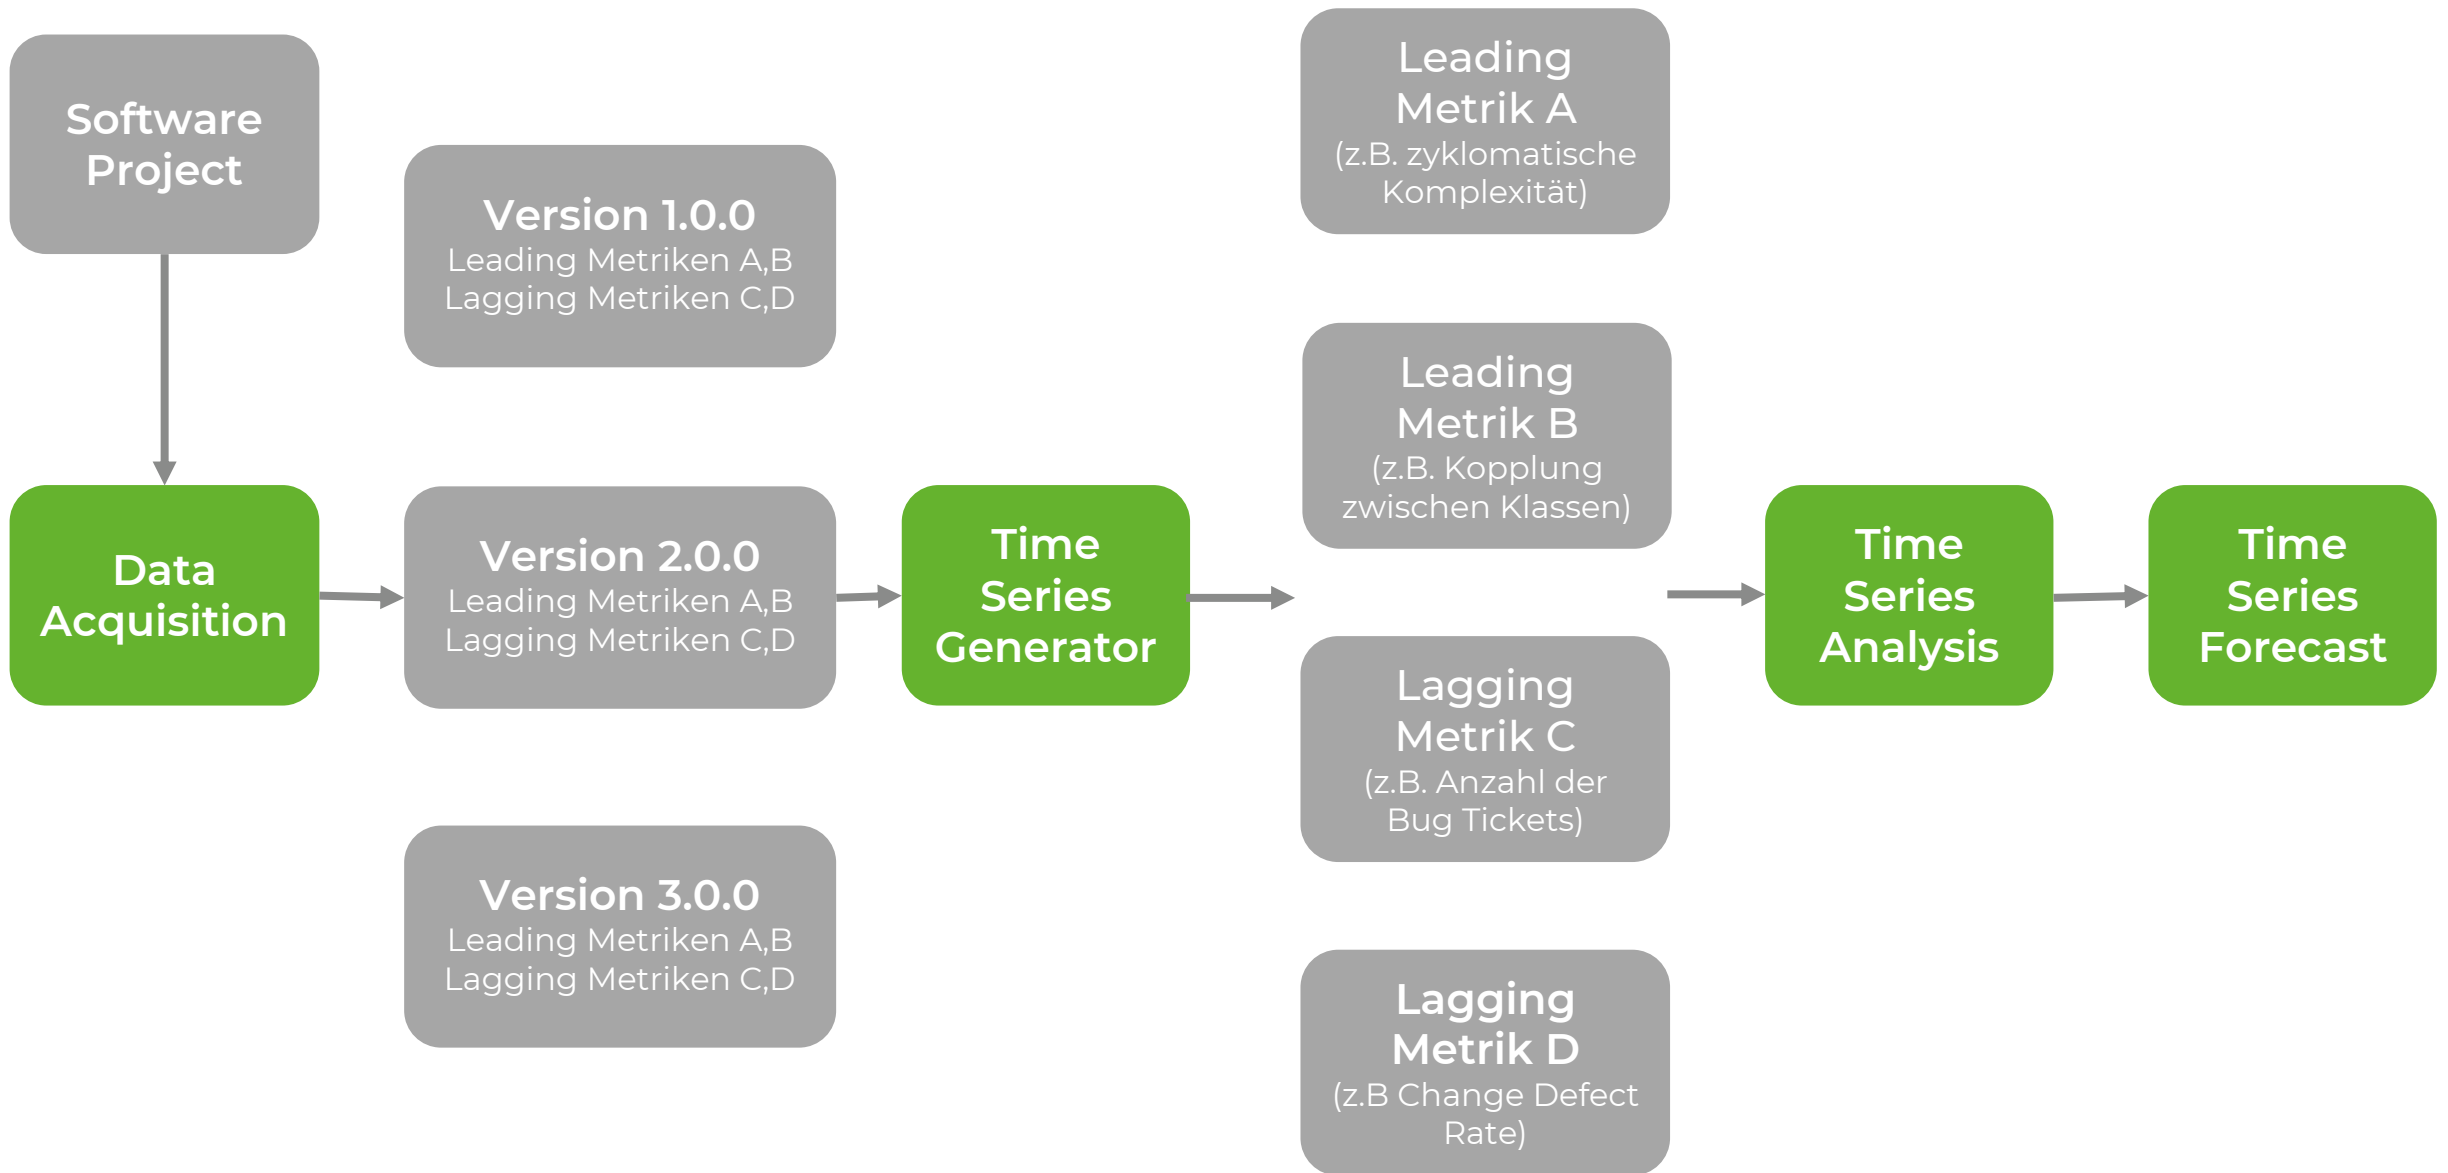 Software
Project
Data
Acquisition
Version 1.0.0
Leading Metriken A,B
Lagging Metriken C,D
Version 2.0.0
Leading Metriken A,B
Lagging Metriken C,D
Version 3.0.0
Leading Metriken A,B
Lagging Metriken C,D
Time
Series
Generator
Leading
Metrik A
(z.B. zyklomatische
Komplexität)
Leading
Metrik B
(z.B. Kopplung
zwischen Klassen)
Lagging
Metrik C
(z.B. Anzahl der
Bug Tickets)
Lagging
Metrik D
(z.B Change Defect
Rate)
Time
Series
Analysis
Time
Series
Forecast